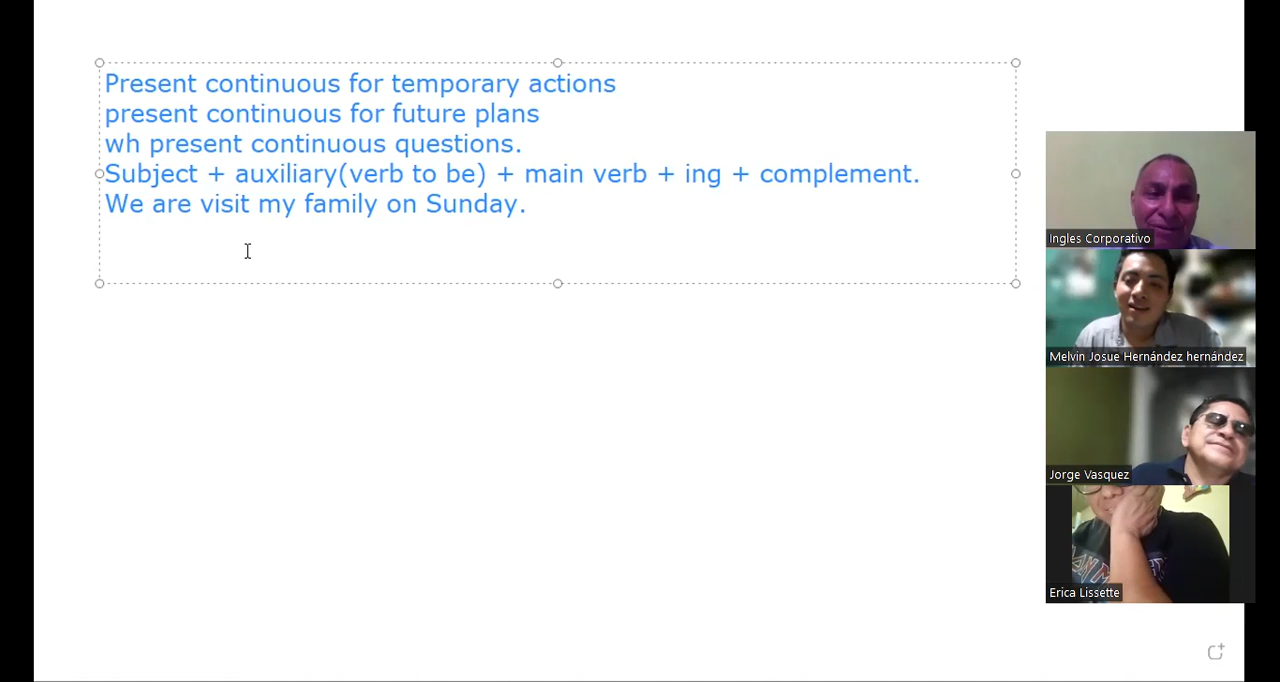 Present continuous for temporary actions
present continuous for future plans
wh present continuous questions.
Subject + auxiliary(verb to be) + main verb + ing + complement.
We are visit my family on Sunday.
Ingles Corporativo
Melvin Josue Hernández hernández
Jorge Vasquez
Erica Lissette